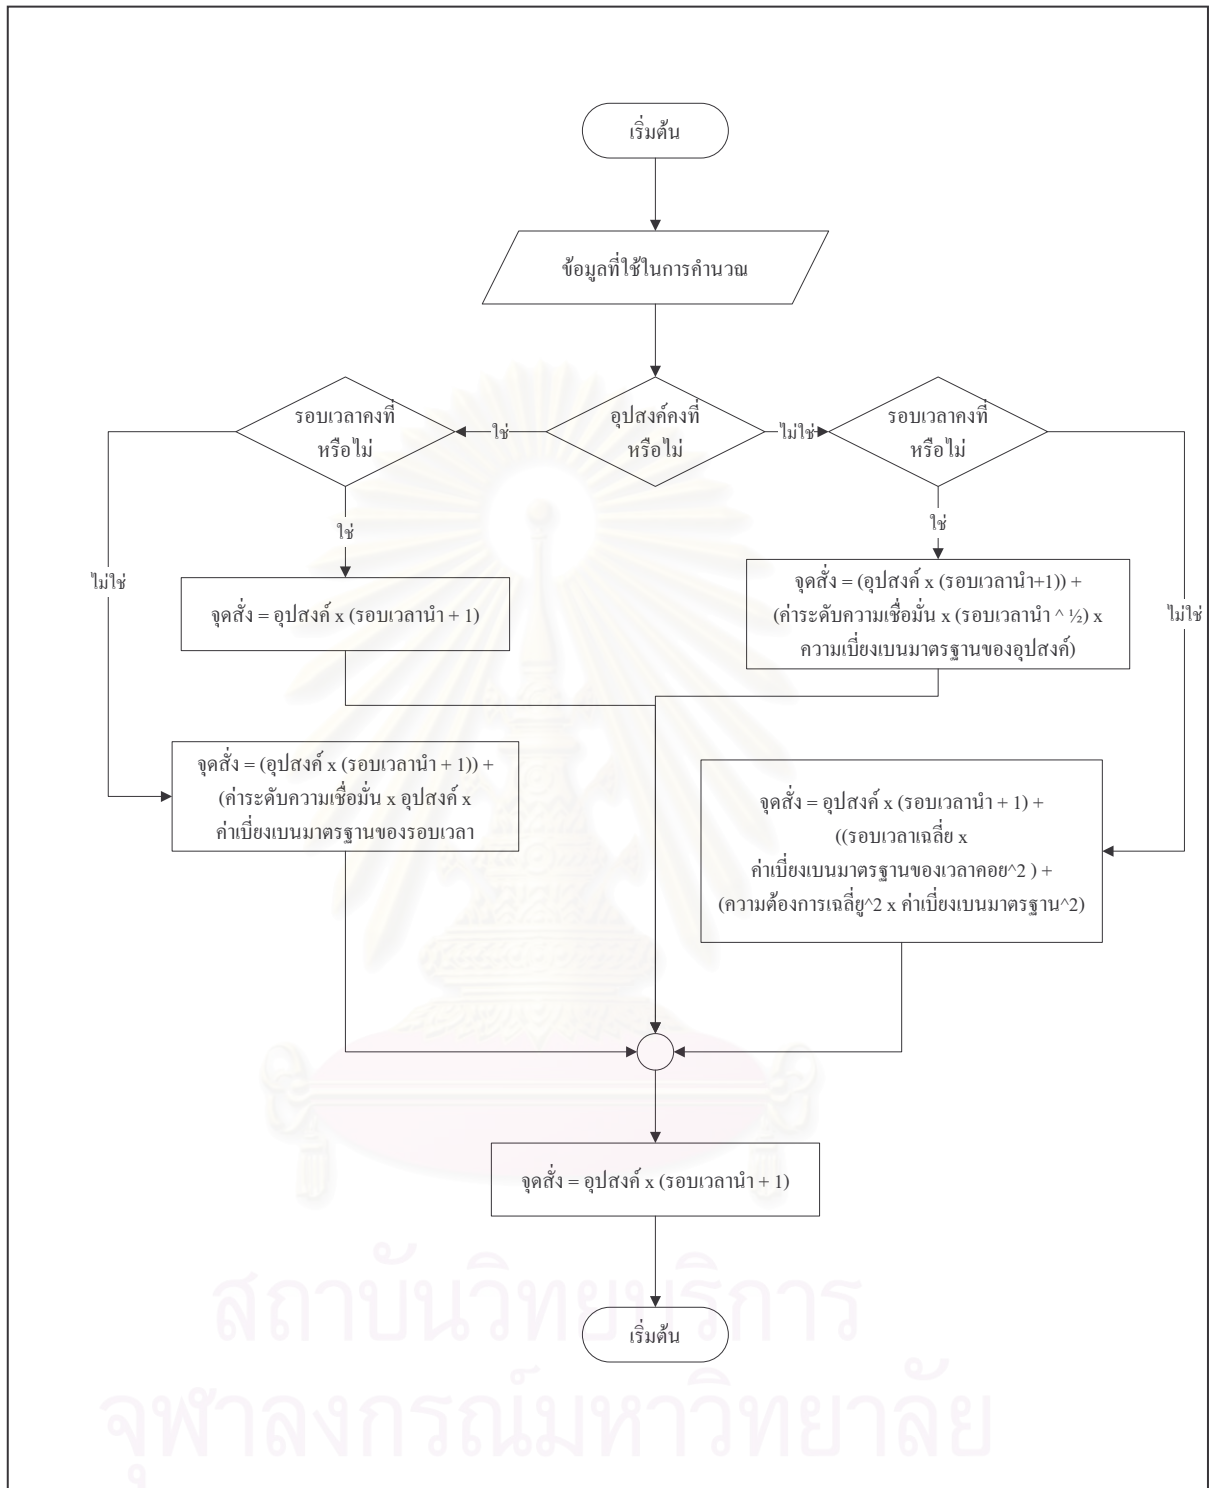 เริ่มต้น
ข้อมูลที่ใช้ในการคำนวณ
รอบเวลาคงที่
หรือไม่
ใช่
อุปสงค์คงที่
หรือไม่
ไม่ใช่
รอบเวลาคงที่
หรือไม่
ใช่
ใช่
ไม่ใช่
ไม่ใช่
จุดสั่ง = อุปสงค์ x (รอบเวลานำ + 1)
จุดสั่ง = (อุปสงค์ x (รอบเวลานำ+1)) +
(ค่าระดับความเชื่อมั่น x (รอบเวลานำ ^ ½) x
ความเบี่ยงเบนมาตรฐานของอุปสงค์)
จุดสั่ง = (อุปสงค์ x (รอบเวลานำ + 1)) +
(ค่าระดับความเชื่อมั่น x อุปสงค์ x
ค่าเบี่ยงเบนมาตรฐานของรอบเวลา
จุดสั่ง = อุปสงค์ x (รอบเวลานำ + 1) +
((รอบเวลาเฉลี่ย x
ค่าเบี่ยงเบนมาตรฐานของเวลาคอย^2 ) +
(ความต้องการเฉลี่ยู^2 x ค่าเบี่ยงเบนมาตรฐาน^2)
จุดสั่ง = อุปสงค์ x (รอบเวลานำ + 1)
เริ่มต้น
สถาบันวิทยบริการ
จุฬาลงกรณ์มหาวิทยาลัย